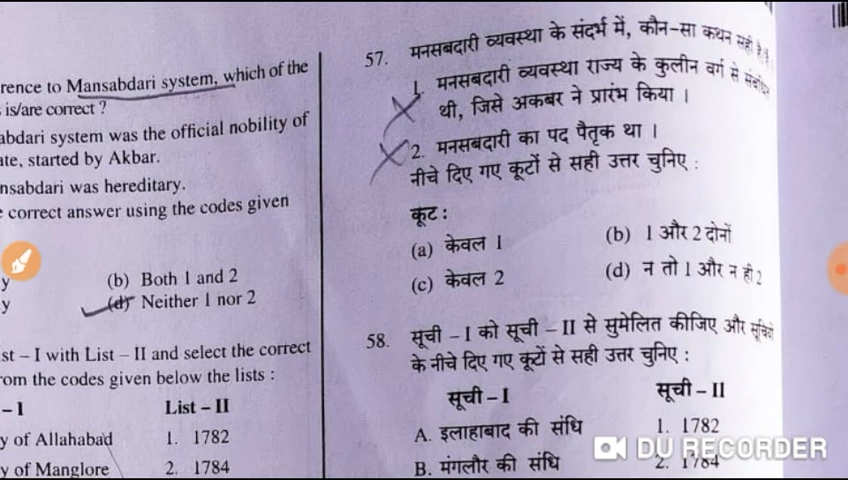 rence to Mansabdari system, which of the
is/are correct ?
abdari system was the official nobility of
ate, started by Akbar.
nsabdari was hereditary.
correct answer using the codes given
y
(b) Both 1 and 2
y
(d) Neither 1 nor 2
st – I with List – II and select the correct
rom the codes given below the lists :
– I
List – II
y of Allahabad
1. 1782
y of Manglore
2. 1784
57. मनसबदारी व्यवस्था के संदर्भ में, कौन-सा कथन सही है/हैं
1. मनसबदारी व्यवस्था राज्य के कुलीन वर्ग से संबंधित
थी, जिसे अकबर ने प्रारंभ किया ।
2. मनसबदारी का पद पैतृक था ।
नीचे दिए गए कूटों से सही उत्तर चुनिए :
कूट :
(a) केवल 1
(b) 1 और 2 दोनों
(c) केवल 2
(d) न तो 1 और न ही 2
58. सूची – I को सूची – II से सुमेलित कीजिए और सूचियों
के नीचे दिए गए कूटों से सही उत्तर चुनिए :
सूची – I
सूची – II
A. इलाहाबाद की संधि
1. 1782
B. मंगलौर की संधि
2. 1784
DU RECORDER